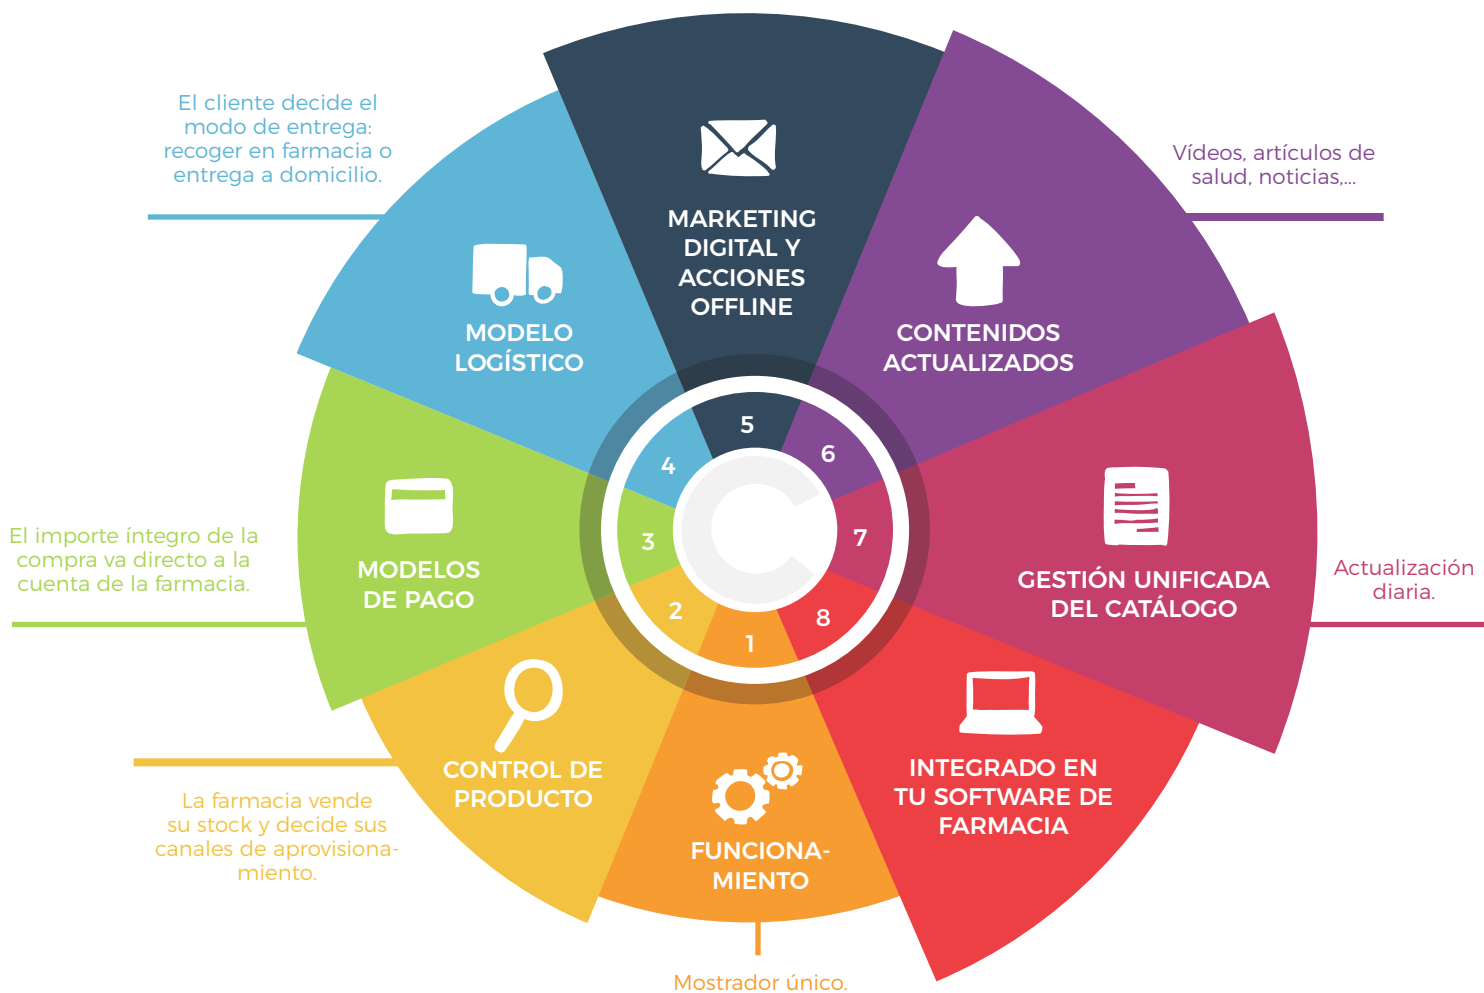 El cliente decide el
modo de entrega:
recoger en farmacia o
entrega a domicilio.
MARKETING
DIGITAL Y
ACCIONES
OFFLINE
Vídeos, artículos de
salud, noticias,...
MODELO
LOGÍSTICO
CONTENIDOS
ACTUALIZADOS
5
4
6
3
7
2
1
8
El importe íntegro de la
compra va directo a la
cuenta de la farmacia.
MODELOS
DE PAGO
GESTIÓN UNIFICADA
DEL CATÁLOGO
Actualización
diaria.
CONTROL DE
PRODUCTO
La farmacia vende
su stock y decide sus
canales de aprovisiona-
miento.
FUNCIONA-
MIENTO
INTEGRADO EN
TU SOFTWARE DE
FARMACIA
Mostrador único.